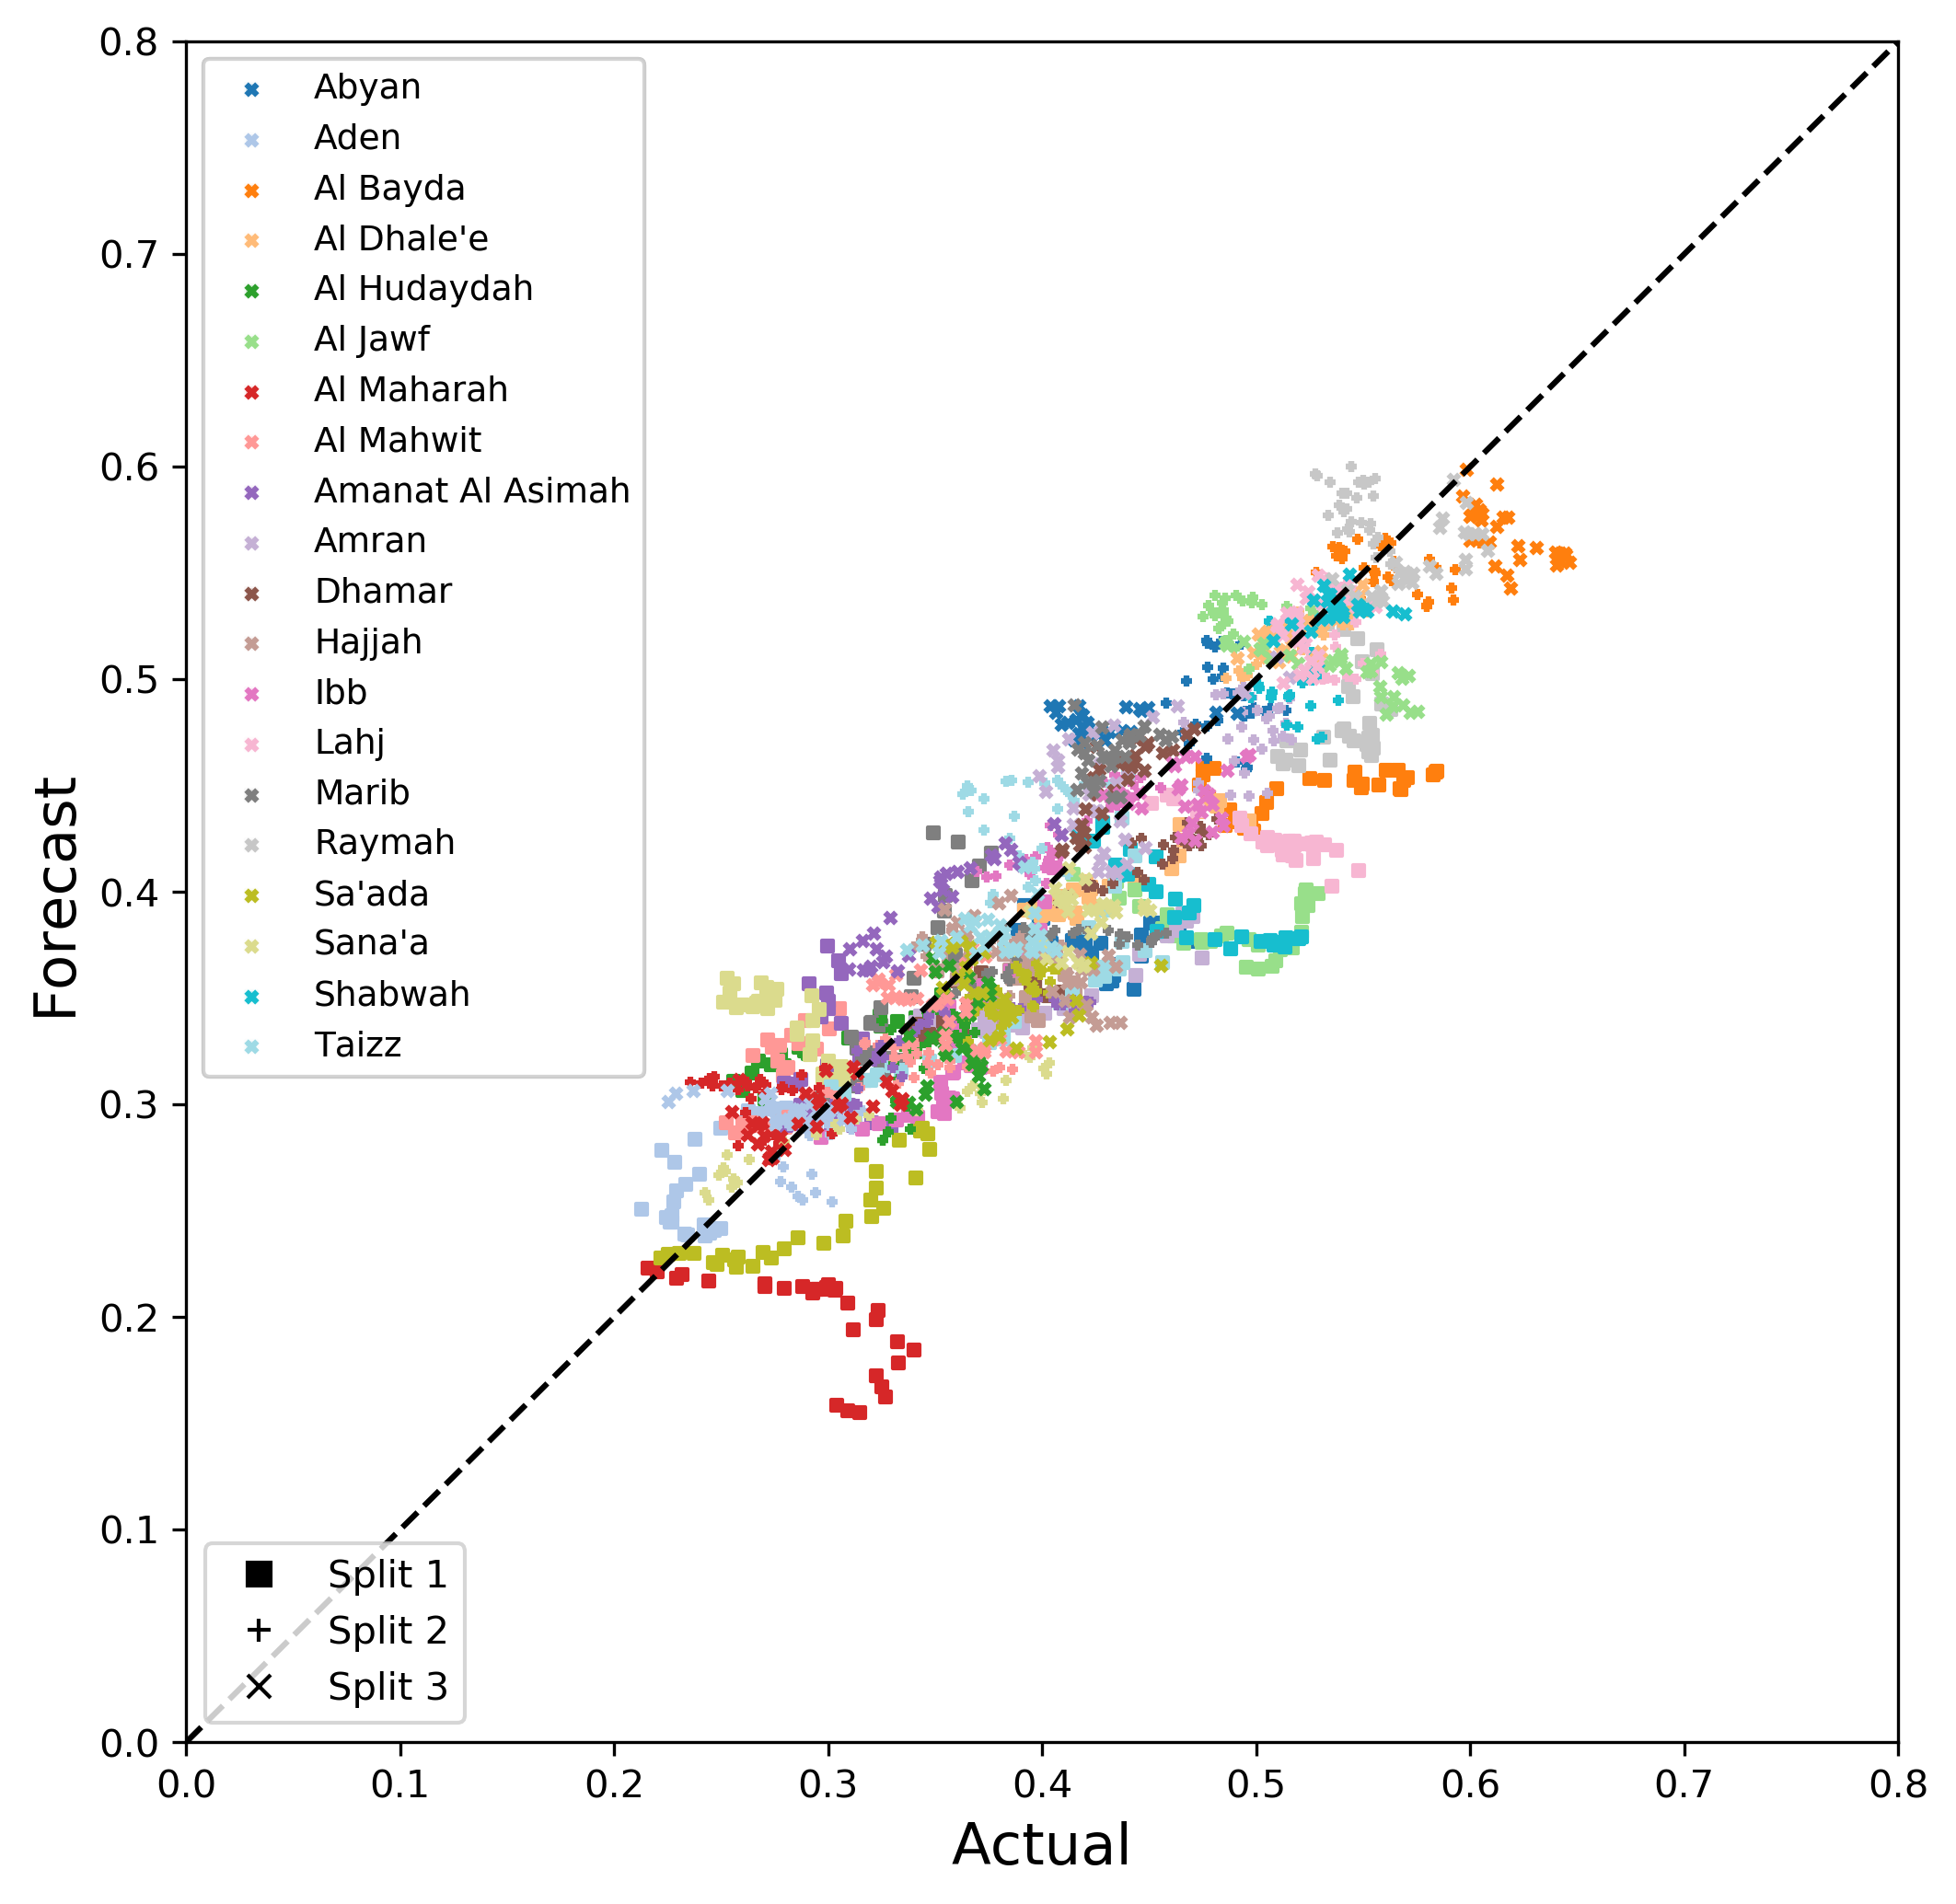 0.8
0.7
0.6
0.5
0.4
0.3
0.2
0.1
0.0
Forecast
Abyan
Aden
Al Bayda
Al Dhale'e
Al Hudaydah
Al Jawf
Al Maharah
Al Mahwit
Amanat Al Asimah
Amran
Dhamar
Hajjah
Ibb
Lahj
Marib
Raymah
Sa'ada
Sana'a
Shabwah
Taizz
Split 1
Split 2
Split 3
0.0 0.1 0.2 0.3 0.4 0.5 0.6 0.7 0.8
Actual